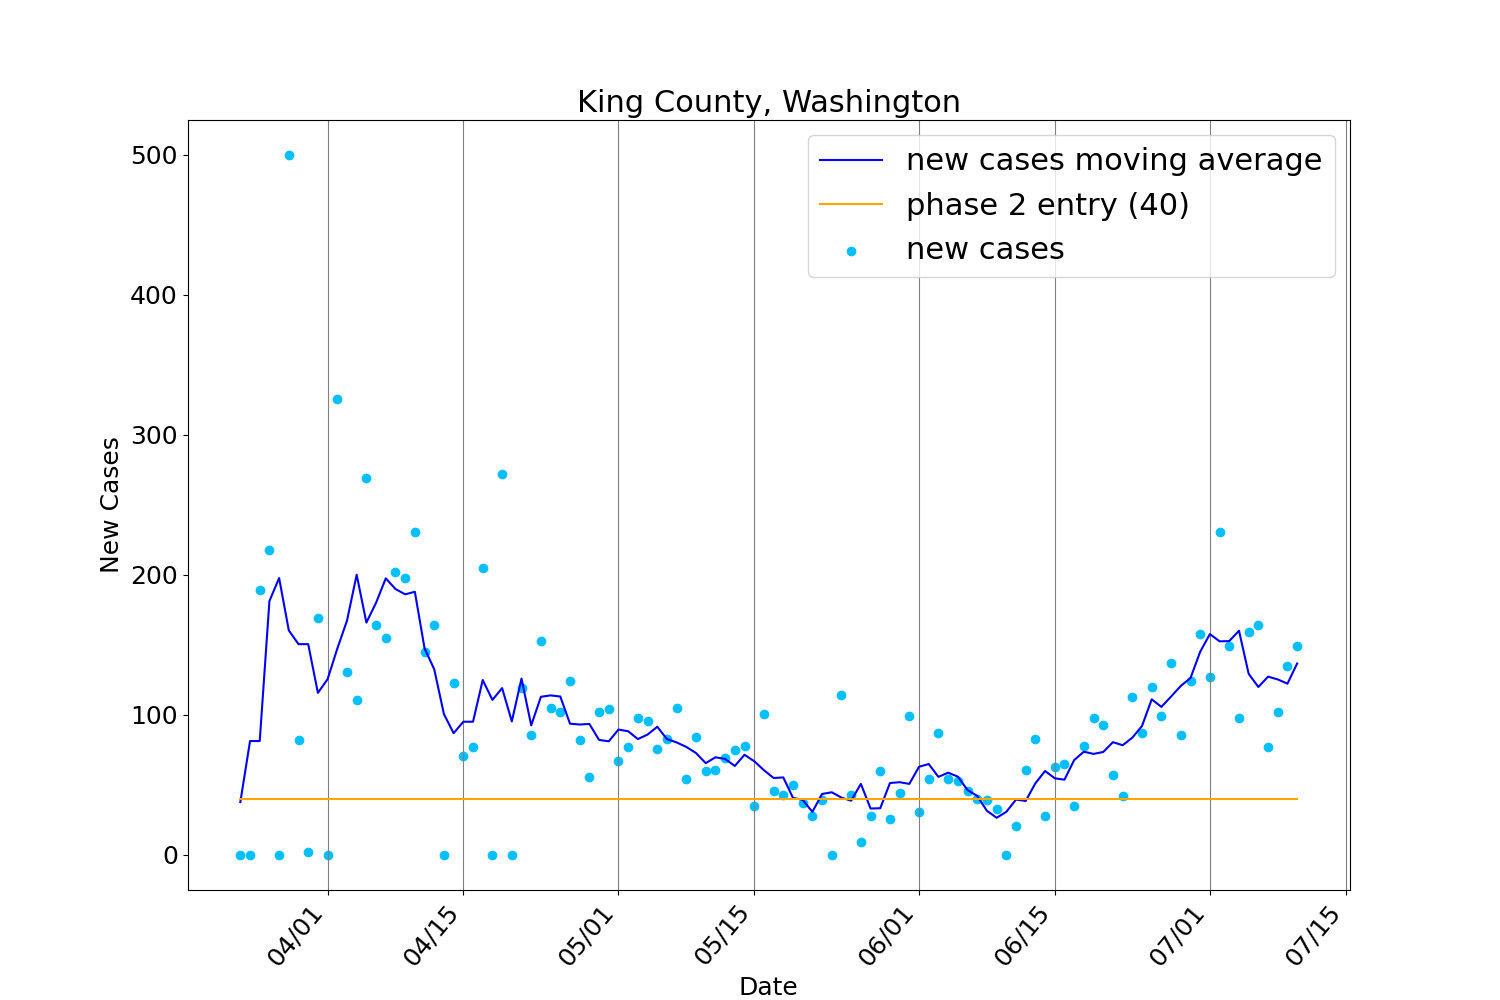 King County, Washington
new cases moving average
phase 2 entry (40)
new cases
500
400
300
200
100
0
New Cases
04/01
04/15
05/01
05/15
06/01
06/15
07/01
07/15
Date